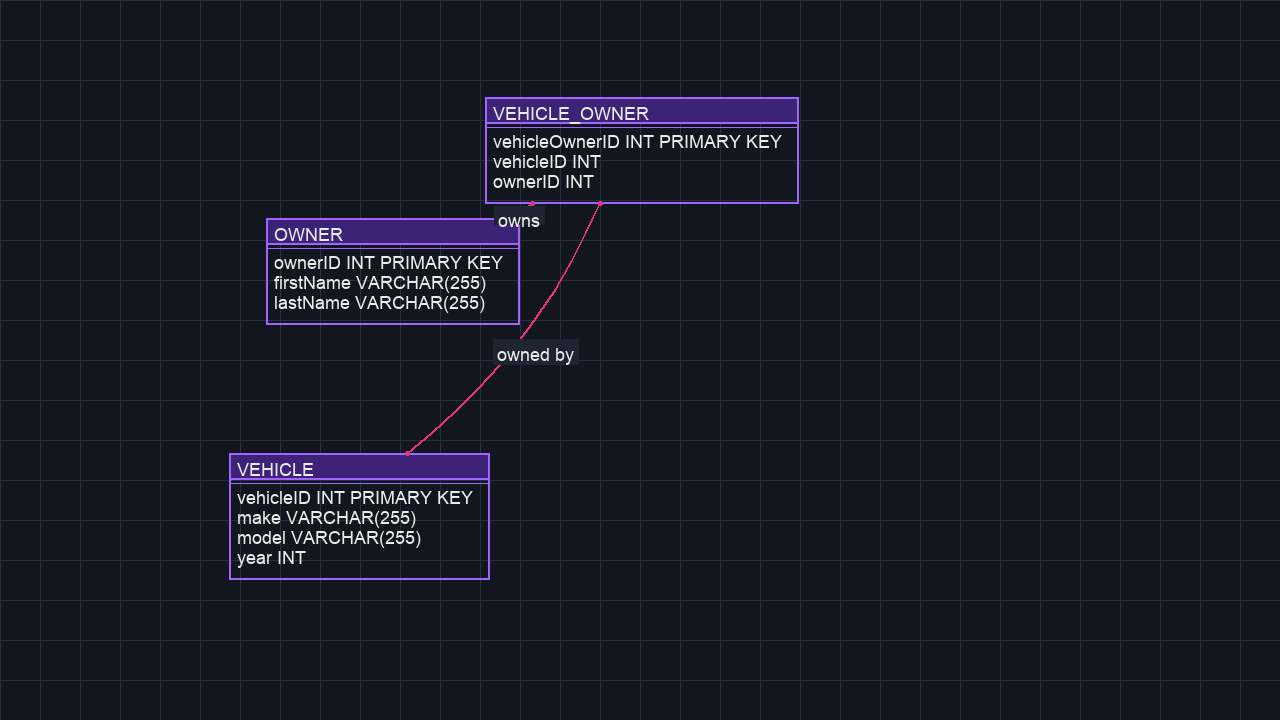 VEHICLE_OWNER
vehicleOwnerID INT PRIMARY KEY
vehicleID INT
ownerID INT
owns
OWNER
ownerID INT PRIMARY KEY
firstName VARCHAR(255)
lastName VARCHAR(255)
owned by
VEHICLE
vehicleID INT PRIMARY KEY
make VARCHAR(255)
model VARCHAR(255)
year INT